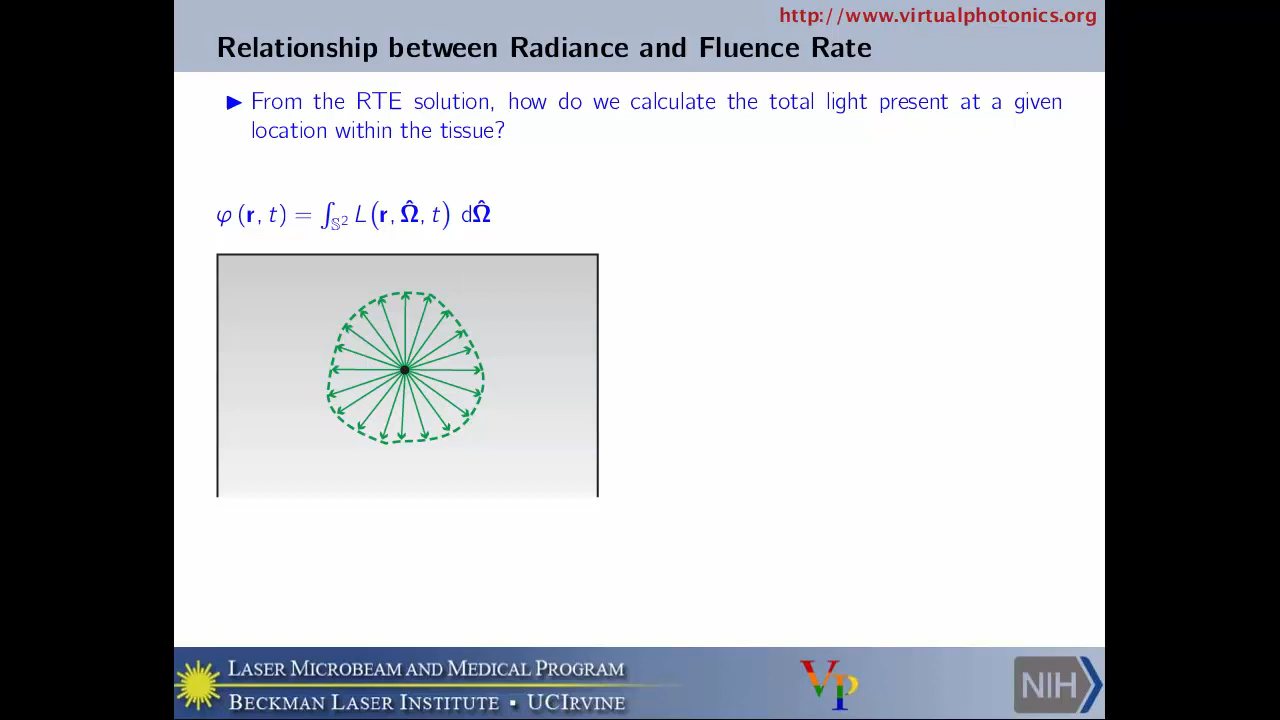 http://www.virtualphotonics.org
Relationship between Radiance and Fluence Rate
▶ From the RTE solution, how do we calculate the total light present at a given
location within the tissue?
φ (r, t) = ∫_𝕊² L(r, Ω̂, t) dΩ̂
LASER MICROBEAM AND MEDICAL PROGRAM
BECKMAN LASER INSTITUTE ▪ UCIRVINE
VP
NIH